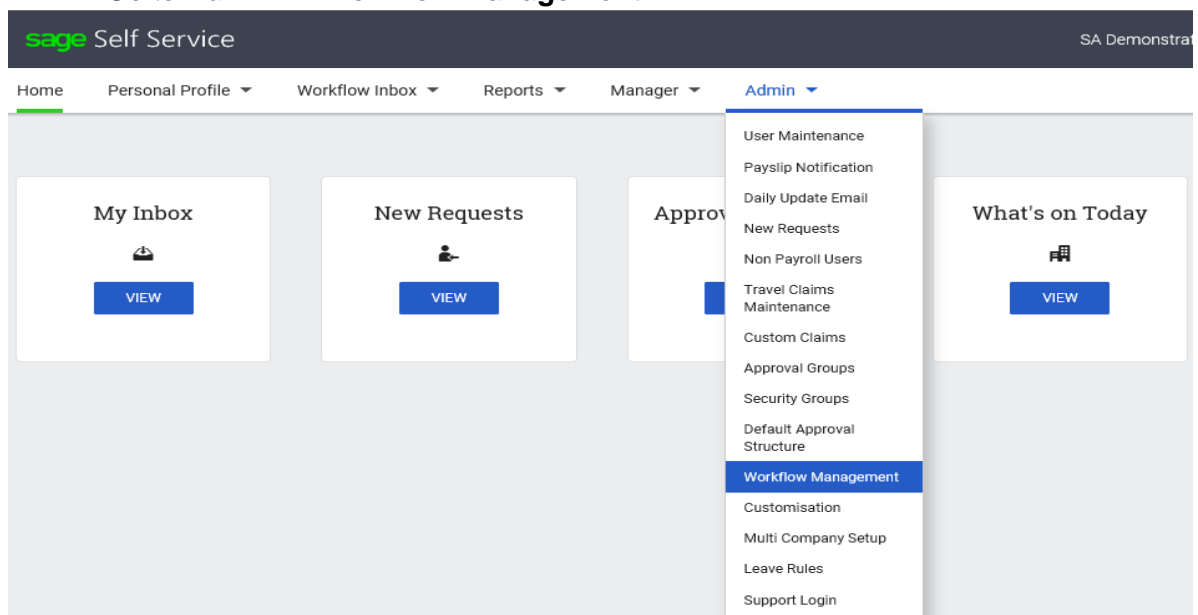 sage Self Service
SA Demonstrat
Home Personal Profile Workflow Inbox Reports Manager Admin
User Maintenance
Payslip Notification
Daily Update Email
New Requests
Non Payroll Users
Travel Claims
Maintenance
Custom Claims
Approval Groups
Security Groups
Default Approval
Structure
Workflow Management
Customisation
Multi Company Setup
Leave Rules
Support Login
My Inbox
VIEW
New Requests
VIEW
Approv
What's on Today
VIEW